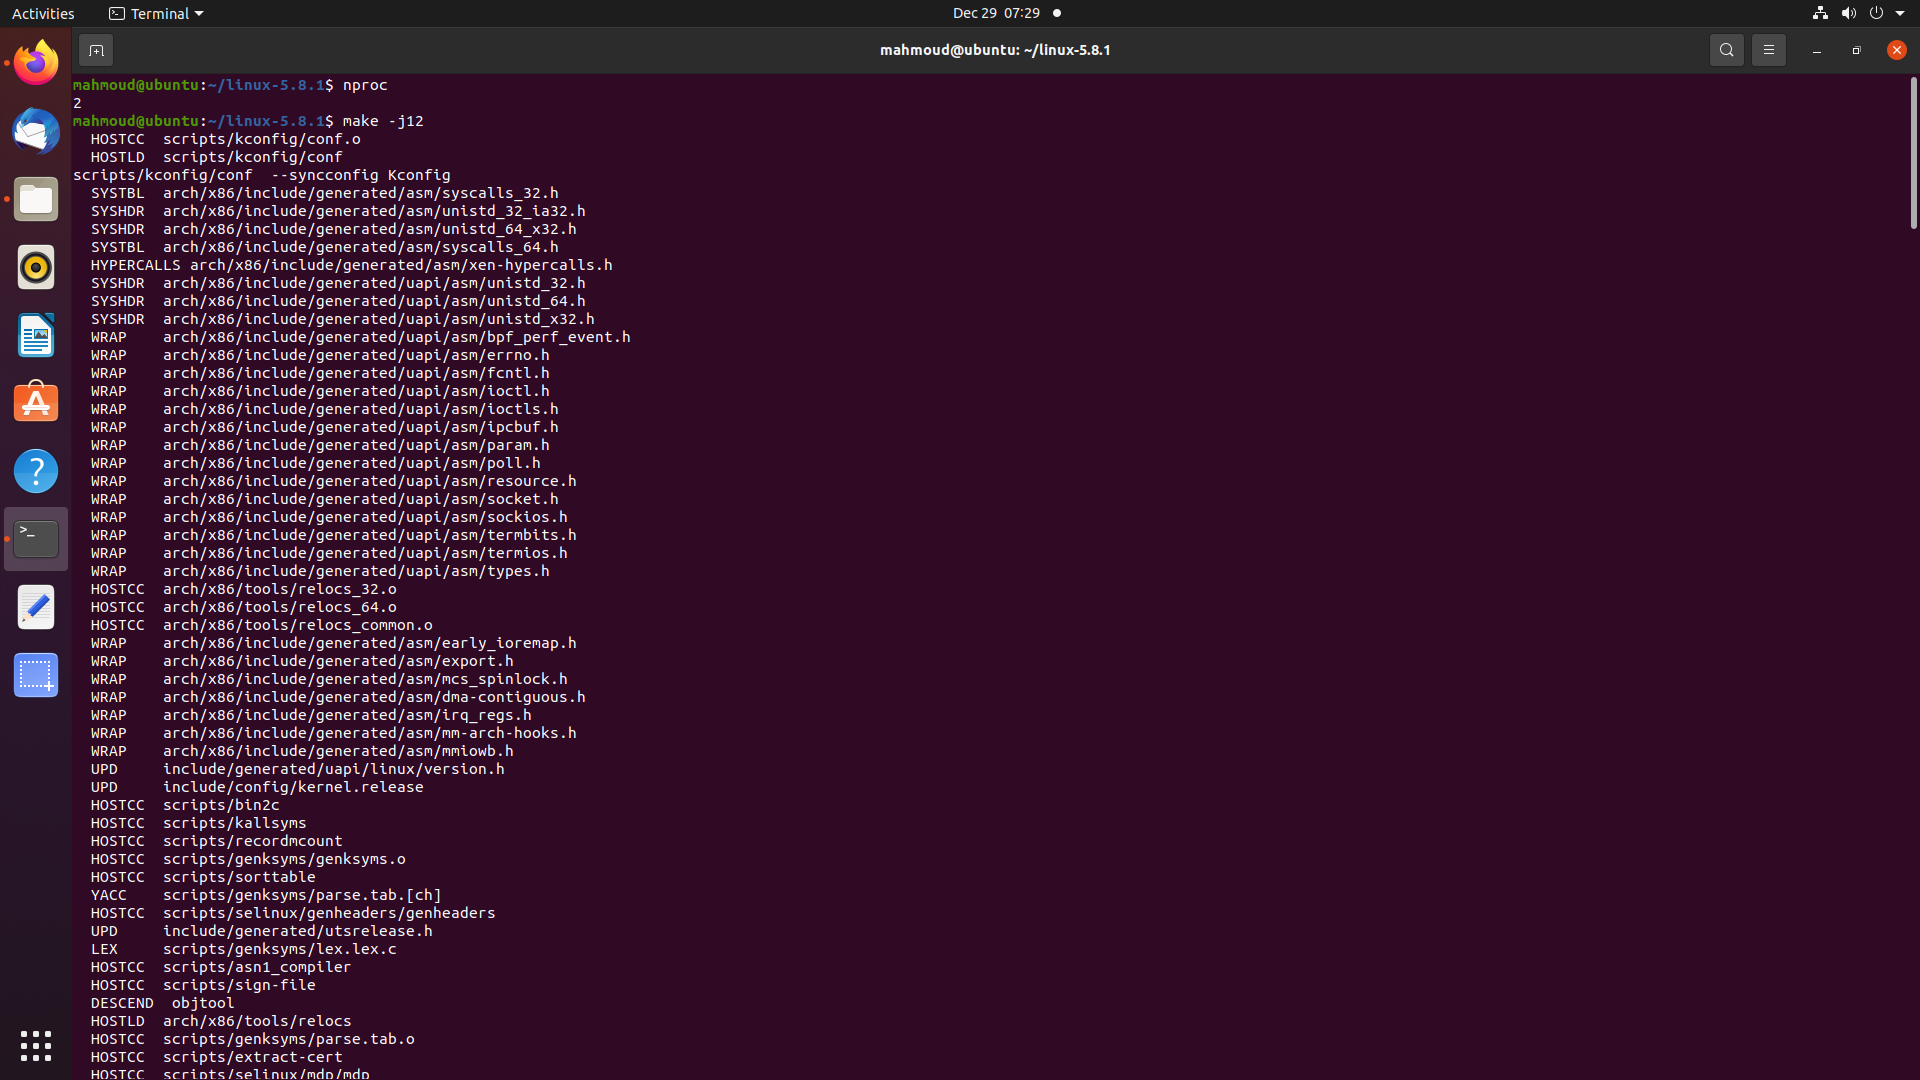 Activities
Terminal
Dec 29 07:29
mahmoud@ubuntu: ~/linux-5.8.1
mahmoud@ubuntu:~/linux-5.8.1$ nproc
2
mahmoud@ubuntu:~/linux-5.8.1$ make -j12
HOSTCC scripts/kconfig/conf.o
HOSTLD scripts/kconfig/conf
scripts/kconfig/conf --syncconfig Kconfig
SYSTBL arch/x86/include/generated/asm/syscalls_32.h
SYSHDR arch/x86/include/generated/asm/unistd_32_ia32.h
SYSHDR arch/x86/include/generated/asm/unistd_64_x32.h
SYSTBL arch/x86/include/generated/asm/syscalls_64.h
HYPERCALLS arch/x86/include/generated/asm/xen-hypercalls.h
SYSHDR arch/x86/include/generated/uapi/asm/unistd_32.h
SYSHDR arch/x86/include/generated/uapi/asm/unistd_64.h
SYSHDR arch/x86/include/generated/uapi/asm/unistd_x32.h
WRAP arch/x86/include/generated/uapi/asm/bpf_perf_event.h
WRAP arch/x86/include/generated/uapi/asm/errno.h
WRAP arch/x86/include/generated/uapi/asm/fcntl.h
WRAP arch/x86/include/generated/uapi/asm/ioctl.h
WRAP arch/x86/include/generated/uapi/asm/ioctls.h
WRAP arch/x86/include/generated/uapi/asm/ipcbuf.h
WRAP arch/x86/include/generated/uapi/asm/param.h
WRAP arch/x86/include/generated/uapi/asm/poll.h
WRAP arch/x86/include/generated/uapi/asm/resource.h
WRAP arch/x86/include/generated/uapi/asm/socket.h
WRAP arch/x86/include/generated/uapi/asm/sockios.h
WRAP arch/x86/include/generated/uapi/asm/termbits.h
WRAP arch/x86/include/generated/uapi/asm/termios.h
WRAP arch/x86/include/generated/uapi/asm/types.h
HOSTCC arch/x86/tools/relocs_32.o
HOSTCC arch/x86/tools/relocs_64.o
HOSTCC arch/x86/tools/relocs_common.o
WRAP arch/x86/include/generated/asm/early_ioremap.h
WRAP arch/x86/include/generated/asm/export.h
WRAP arch/x86/include/generated/asm/mcs_spinlock.h
WRAP arch/x86/include/generated/asm/dma-contiguous.h
WRAP arch/x86/include/generated/asm/irq_regs.h
WRAP arch/x86/include/generated/asm/mm-arch-hooks.h
WRAP arch/x86/include/generated/asm/mmiowb.h
UPD include/generated/uapi/linux/version.h
UPD include/config/kernel.release
HOSTCC scripts/bin2c
HOSTCC scripts/kallsyms
HOSTCC scripts/recordmcount
HOSTCC scripts/genksyms/genksyms.o
HOSTCC scripts/sorttable
YACC scripts/genksyms/parse.tab.[ch]
HOSTCC scripts/selinux/genheaders/genheaders
UPD include/generated/utsrelease.h
LEX scripts/genksyms/lex.lex.c
HOSTCC scripts/asn1_compiler
HOSTCC scripts/sign-file
DESCEND objtool
HOSTLD arch/x86/tools/relocs
HOSTCC scripts/genksyms/parse.tab.o
HOSTCC scripts/extract-cert
HOSTCC scripts/selinux/mdp/mdp